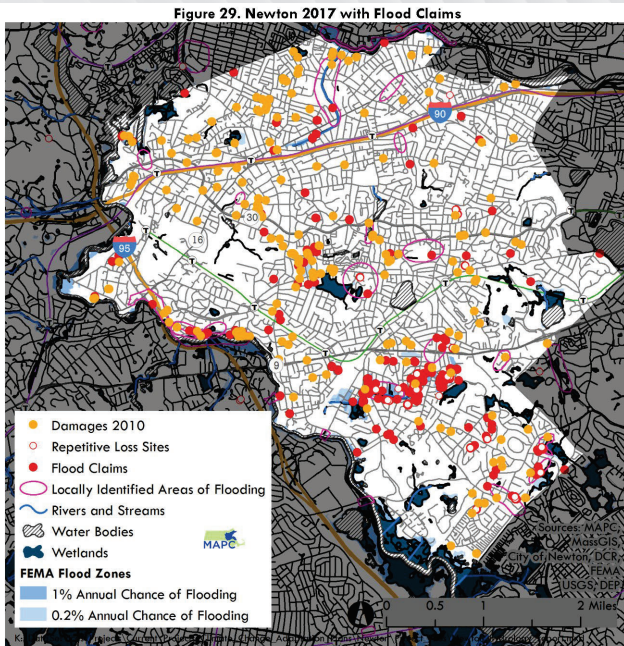 Figure 29. Newton 2017 with Flood Claims
T
T
90
T
T
T
30
T
16
T
95
T
T
T
T
T
9
Damages 2010
Repetitive Loss Sites
Flood Claims
Locally Identified Areas of Flooding
Rivers and Streams
Water Bodies
Wetlands
MAPC
FEMA Flood Zones
1% Annual Chance of Flooding
0.2% Annual Chance of Flooding
Sources: MAPC,
MassGIS,
City of Newton, DCR,
FEMA
USGS, DEP
0 0.5 1 2 Miles